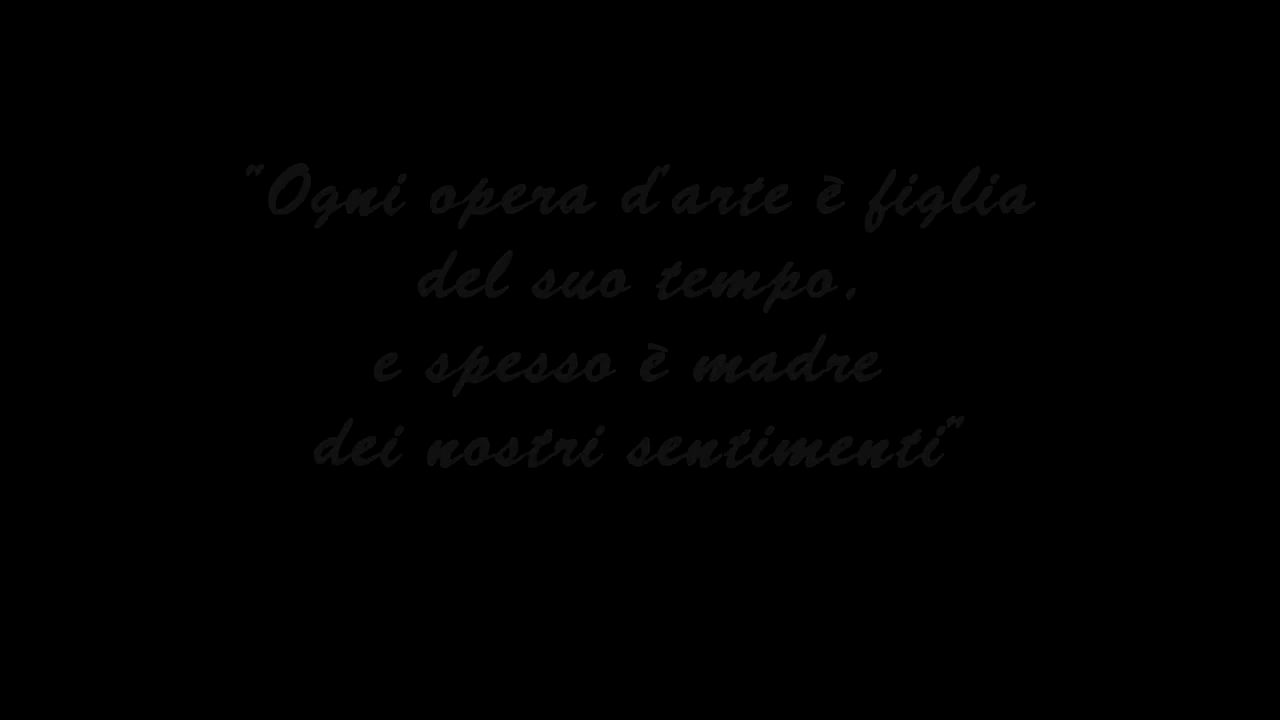 "Ogni opera d'arte è figlia
del suo tempo,
e spesso è madre
dei nostri sentimenti"